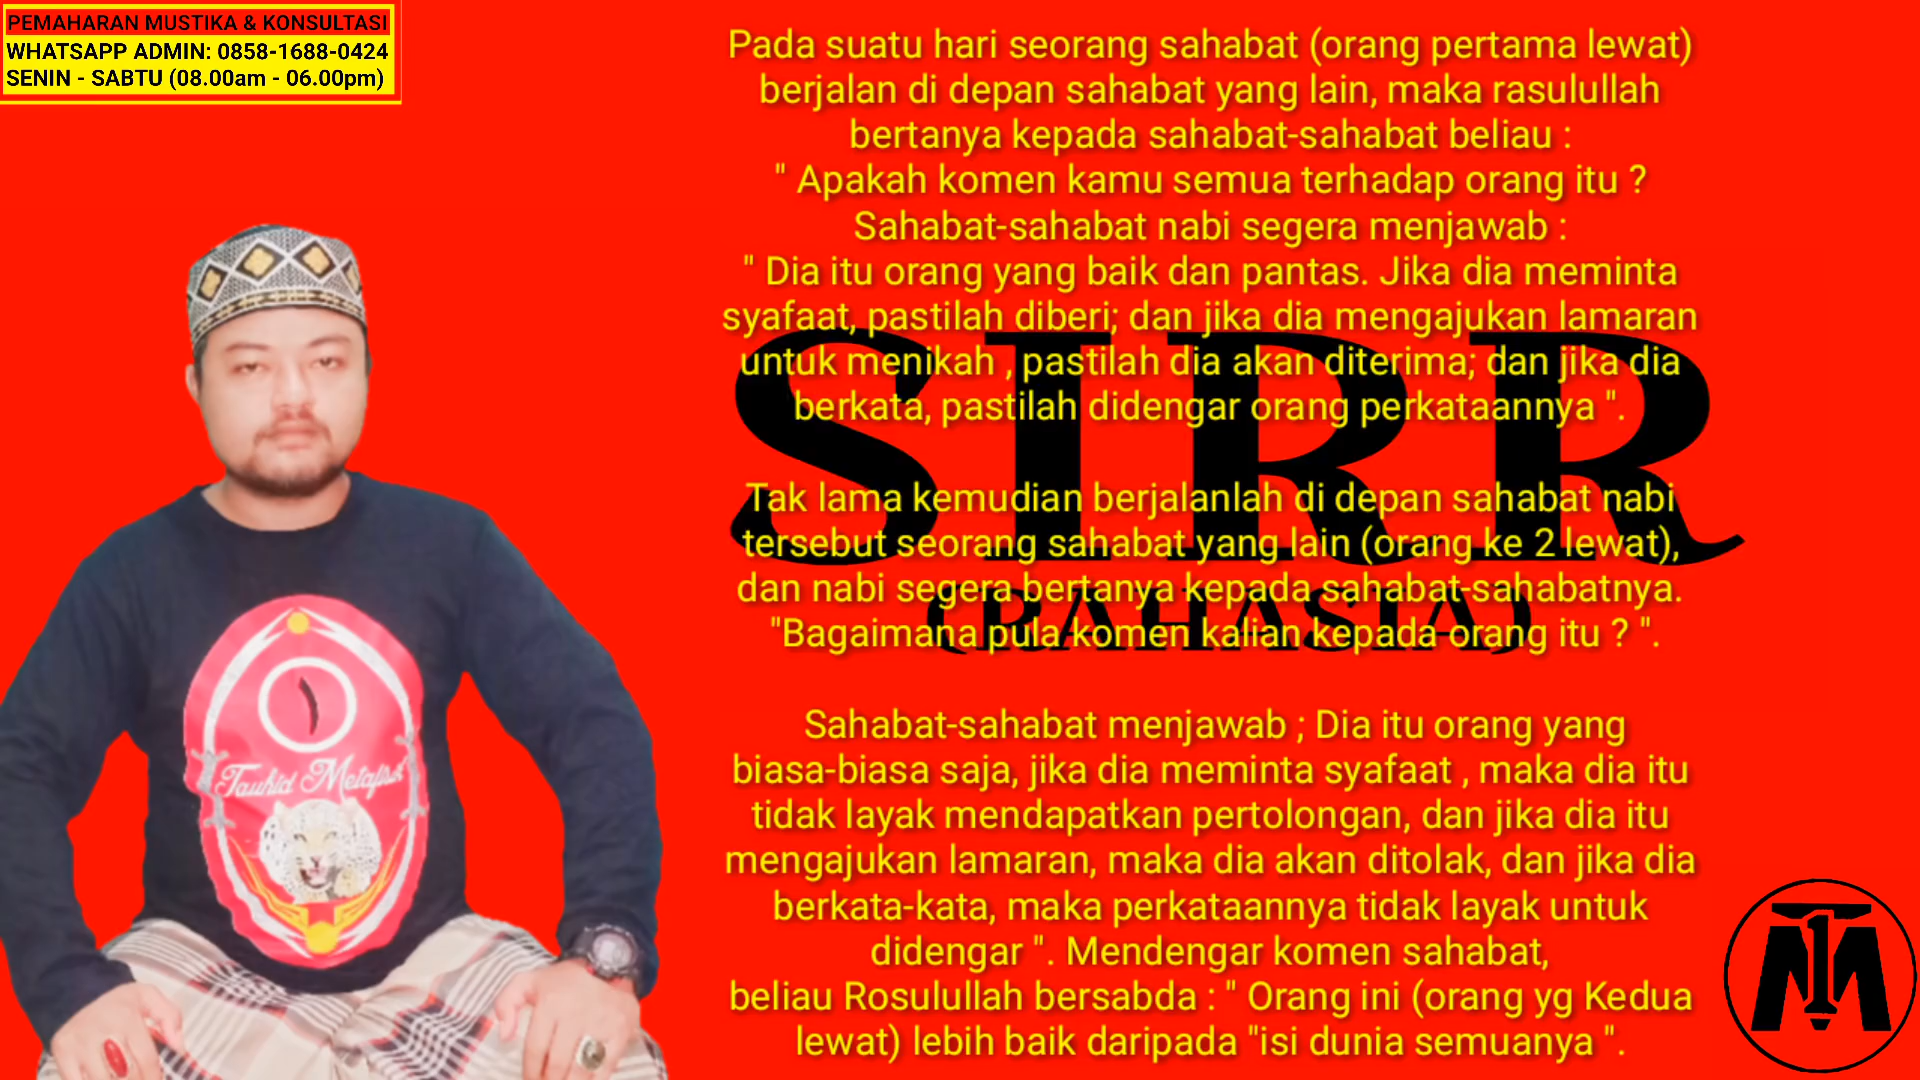 PEMAHARAN MUSTIKA & KONSULTASI
WHATSAPP ADMIN: 0858-1688-0424
SENIN - SABTU (08.00am - 06.00pm)
Pada suatu hari seorang sahabat (orang pertama lewat)
berjalan di depan sahabat yang lain, maka rasulullah
bertanya kepada sahabat-sahabat beliau :
" Apakah komen kamu semua terhadap orang itu ?
Sahabat-sahabat nabi segera menjawab :
" Dia itu orang yang baik dan pantas. Jika dia meminta
syafaat, pastilah diberi; dan jika dia mengajukan lamaran
untuk menikah , pastilah dia akan diterima; dan jika dia
berkata, pastilah didengar orang perkataannya ".
SIRR
(RAHASIA)
Tak lama kemudian berjalanlah di depan sahabat nabi
tersebut seorang sahabat yang lain (orang ke 2 lewat),
dan nabi segera bertanya kepada sahabat-sahabatnya.
"Bagaimana pula komen kalian kepada orang itu ? ".
Sahabat-sahabat menjawab ; Dia itu orang yang
biasa-biasa saja, jika dia meminta syafaat , maka dia itu
tidak layak mendapatkan pertolongan, dan jika dia itu
mengajukan lamaran, maka dia akan ditolak, dan jika dia
berkata-kata, maka perkataannya tidak layak untuk
didengar ". Mendengar komen sahabat,
beliau Rosulullah bersabda : " Orang ini (orang yg Kedua
lewat) lebih baik daripada "isi dunia semuanya ".
Tauhid Metafisik